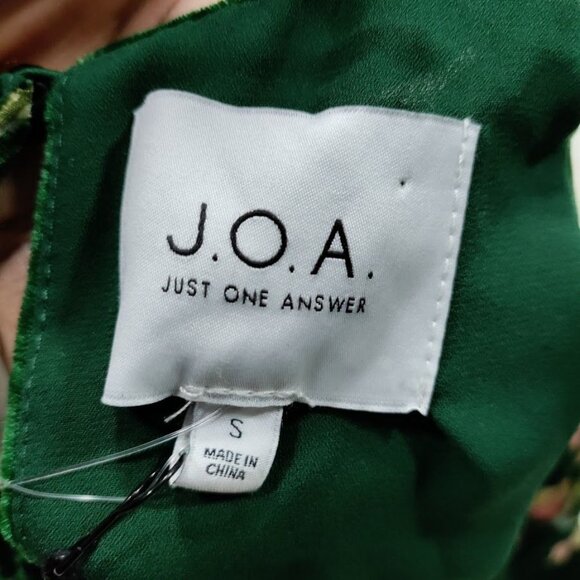 J.O.A.
JUST ONE ANSWER
S
MADE IN
CHINA